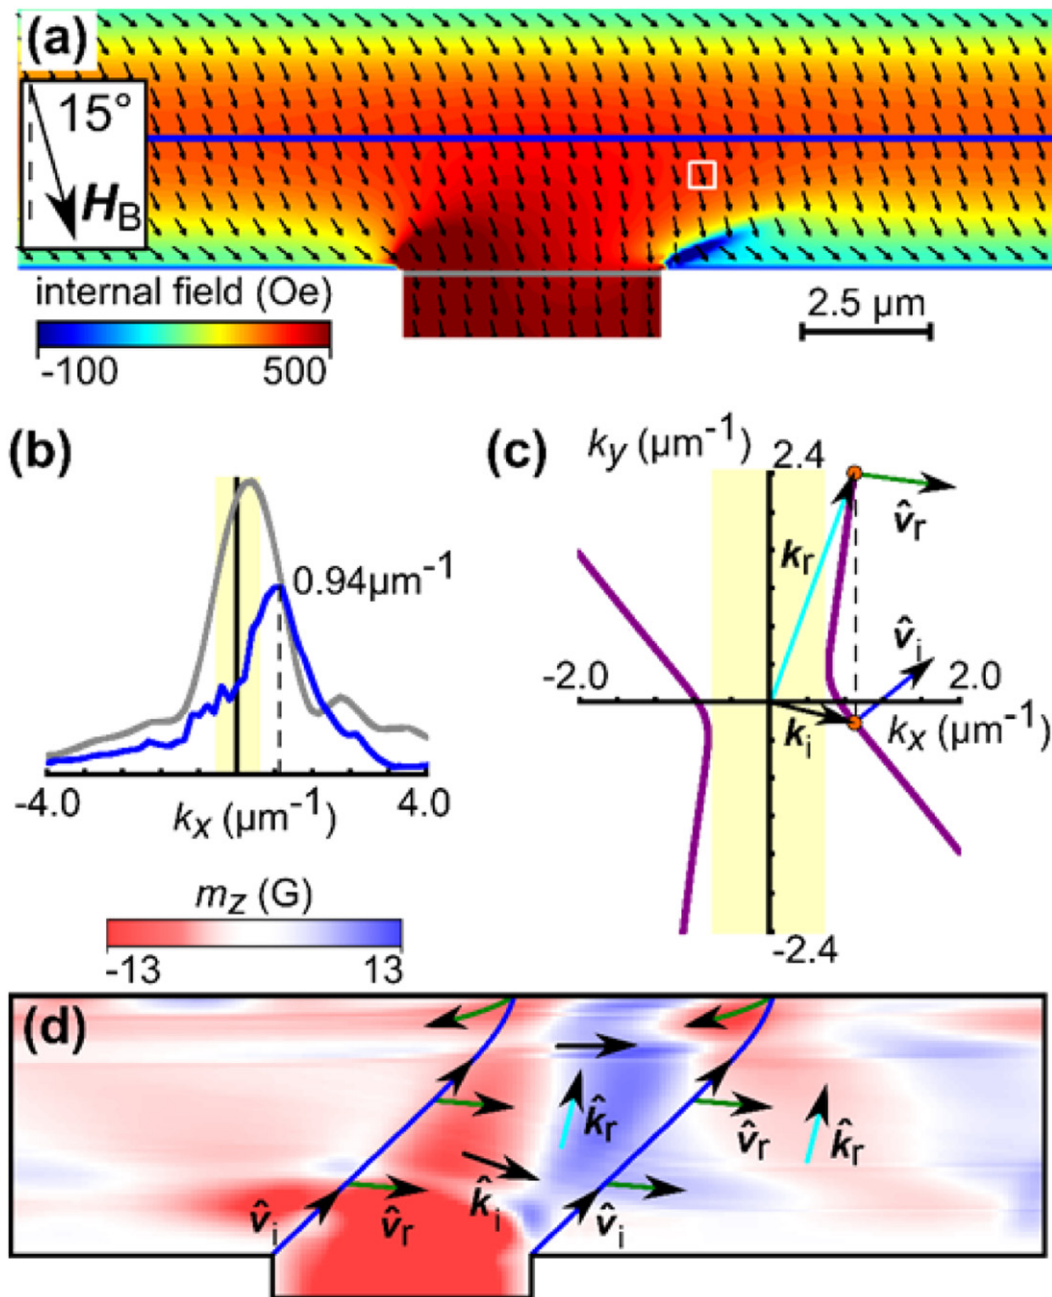 (a)
15°
H_B
internal field (Oe)
-100 500
2.5 µm
(b)
0.94µm⁻¹
-4.0 4.0
k_x (µm⁻¹)
(c)
k_y (µm⁻¹)
2.4
v̂_r
k_r
v̂_i
-2.0 2.0
k_i
k_x (µm⁻¹)
-2.4
m_z (G)
-13 13
(d)
k̂_r
v̂_r
k̂_r
v̂_i
v̂_r
k̂_i
v̂_i